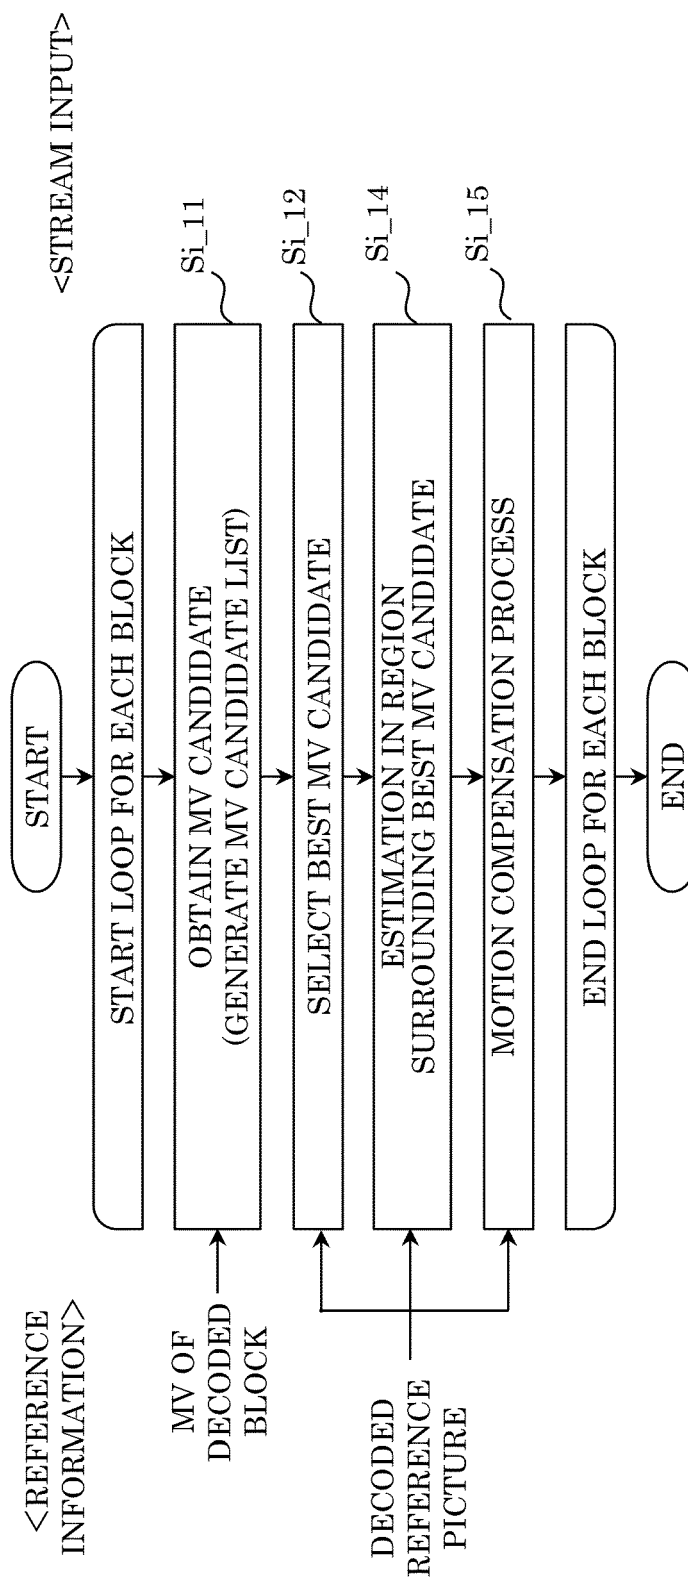 <REFERENCE
INFORMATION>
<STREAM INPUT>
START
START LOOP FOR EACH BLOCK
MV OF
DECODED
BLOCK
OBTAIN MV CANDIDATE
(GENERATE MV CANDIDATE LIST)
Si_11
SELECT BEST MV CANDIDATE
Si_12
DECODED
REFERENCE
PICTURE
ESTIMATION IN REGION
SURROUNDING BEST MV CANDIDATE
Si_14
MOTION COMPENSATION PROCESS
Si_15
END LOOP FOR EACH BLOCK
END